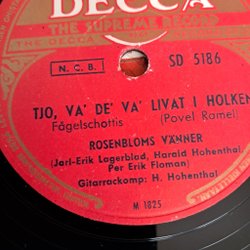 DECCA
THE SUPREME RECORD
N. C. B.
SD 5186
TJO, VA' DE' VA' LIVAT I HOLKEN
Fågelschottis (Povel Ramel)
ROSENBLOMS VÄNNER
(Jarl-Erik Lagerblad, Harald Hohenthal
Per Erik Floman)
Gitarrackomp: H. Hohenthal
M 1825